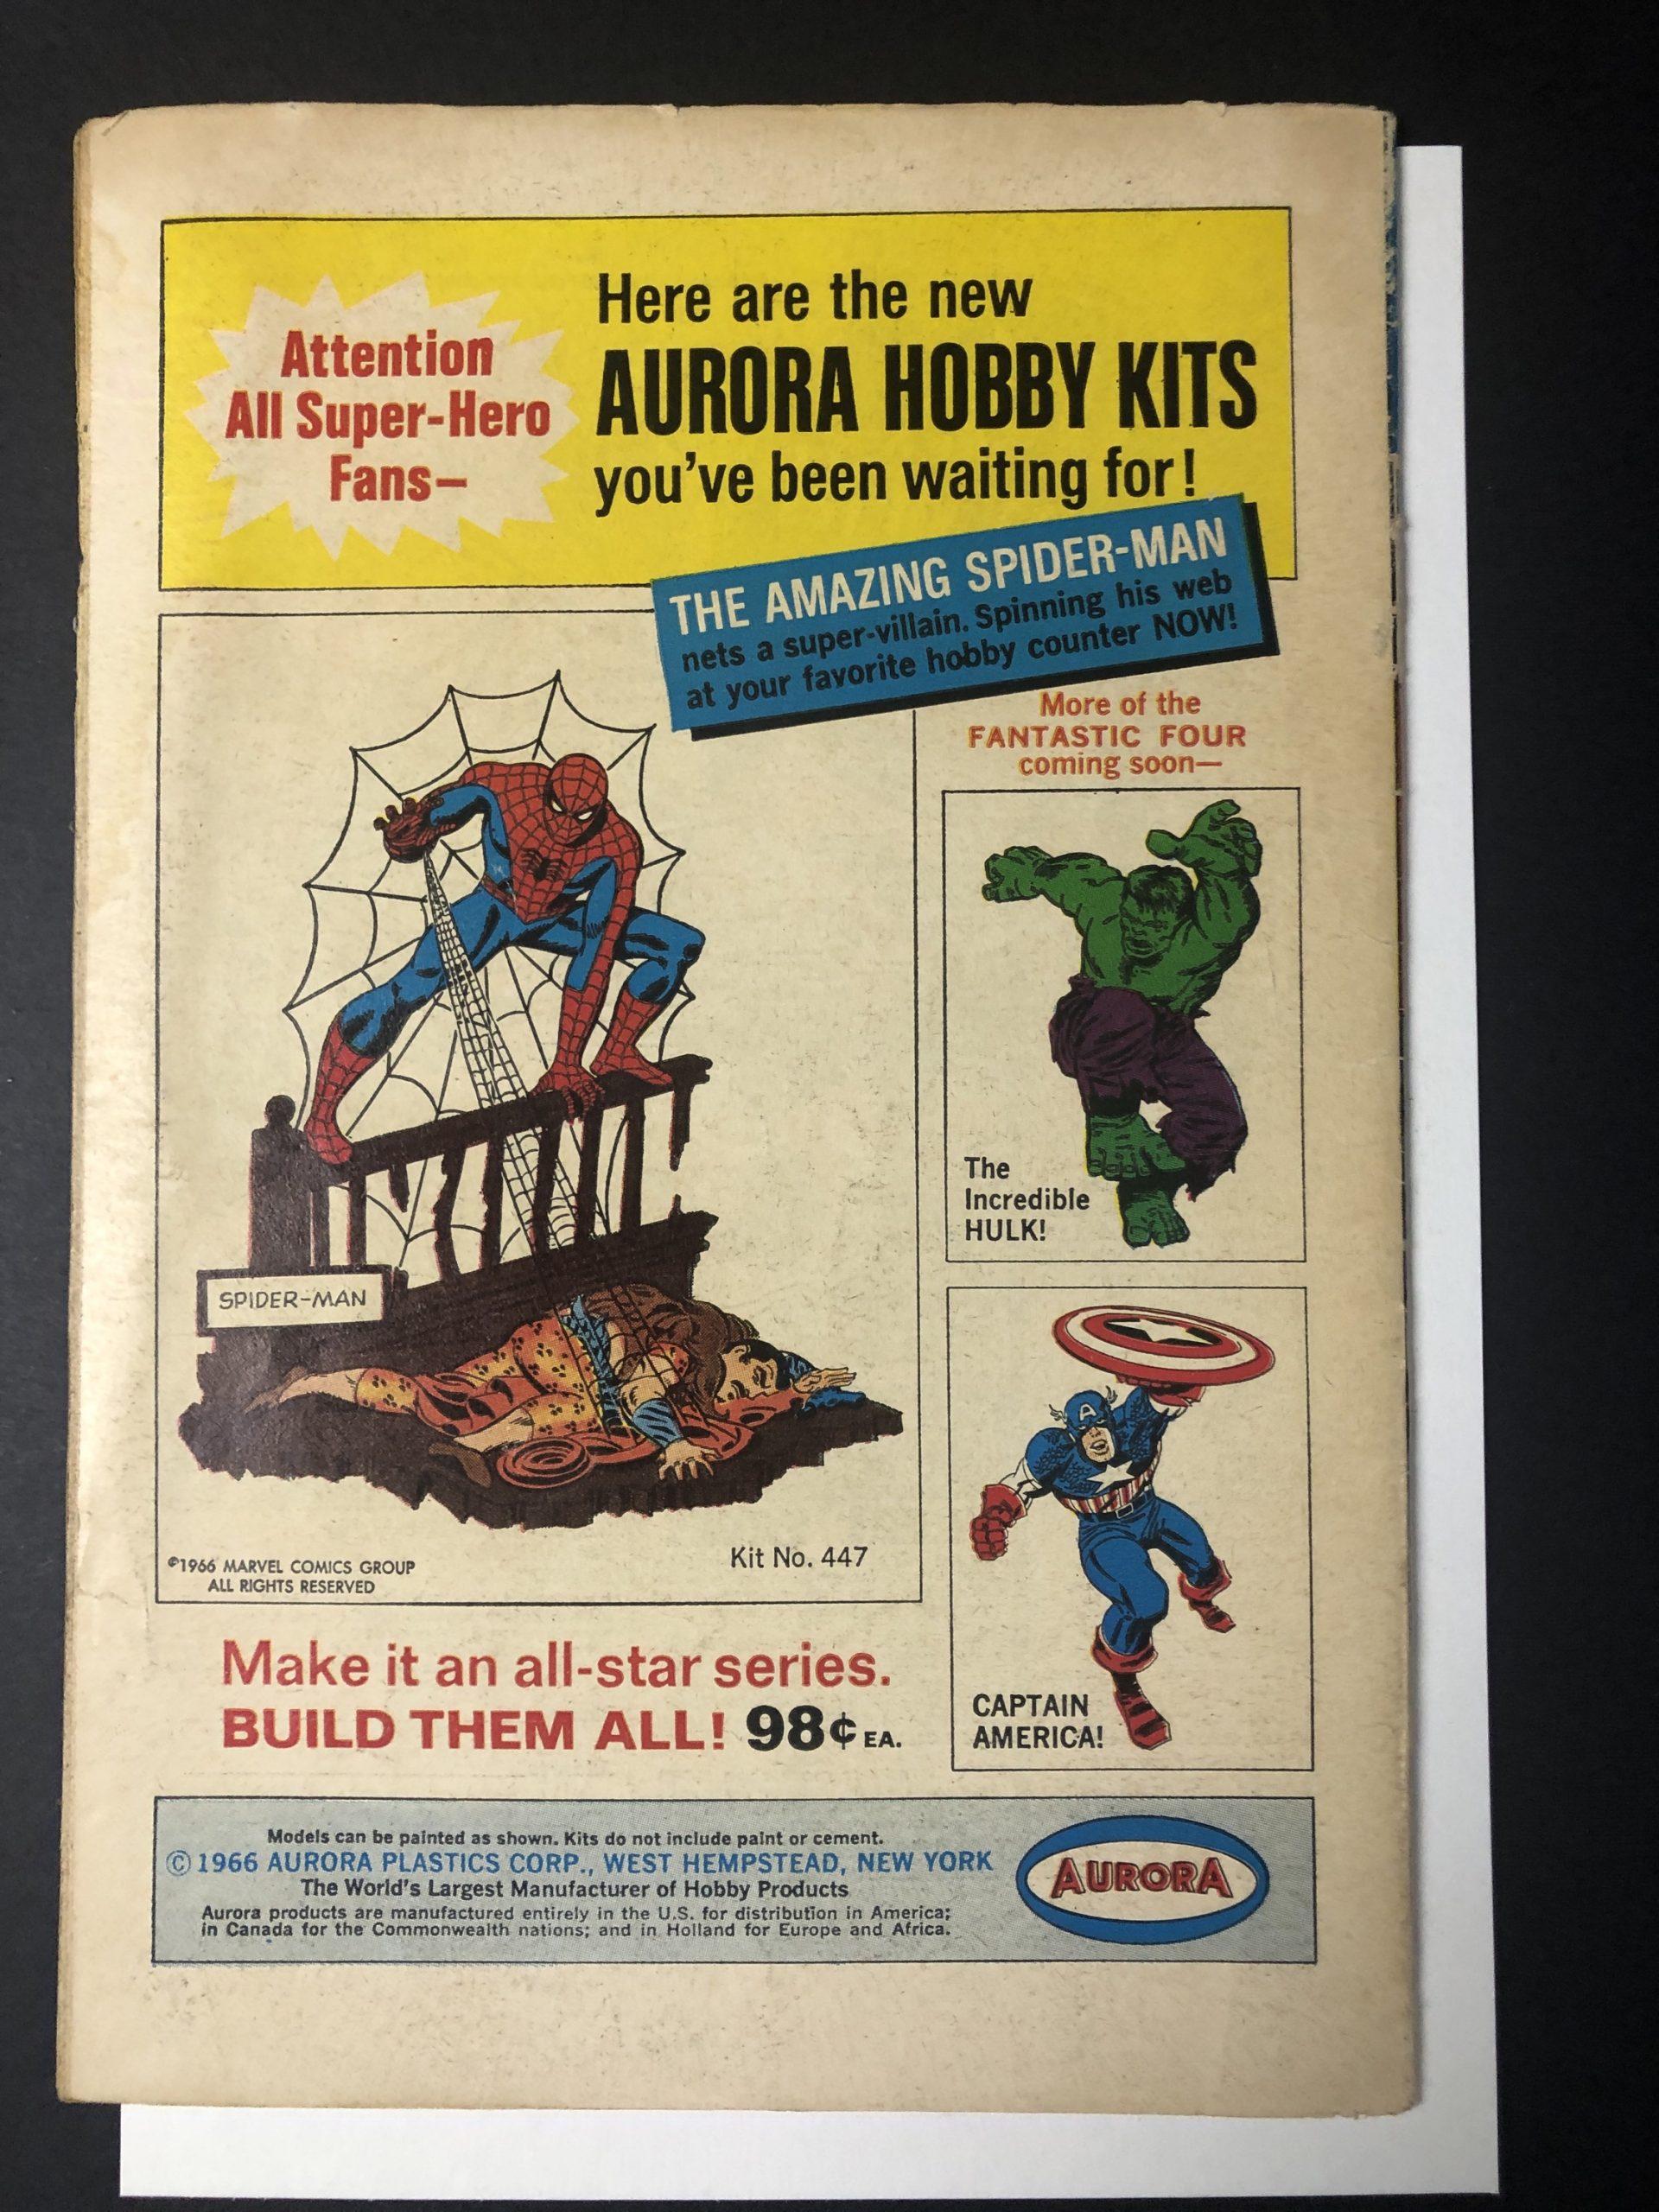 Attention
All Super-Hero
Fans—
Here are the new
AURORA HOBBY KITS
you've been waiting for!
THE AMAZING SPIDER-MAN
nets a super-villain. Spinning his web
at your favorite hobby counter NOW!
More of the
FANTASTIC FOUR
coming soon—
SPIDER-MAN
©1966 MARVEL COMICS GROUP
ALL RIGHTS RESERVED
Kit No. 447
The
Incredible
HULK!
A
CAPTAIN
AMERICA!
Make it an all-star series.
BUILD THEM ALL! 98¢ EA.
Models can be painted as shown. Kits do not include paint or cement.
© 1966 AURORA PLASTICS CORP., WEST HEMPSTEAD, NEW YORK
The World's Largest Manufacturer of Hobby Products
Aurora products are manufactured entirely in the U.S. for distribution in America;
in Canada for the Commonwealth nations; and in Holland for Europe and Africa.
AURORA